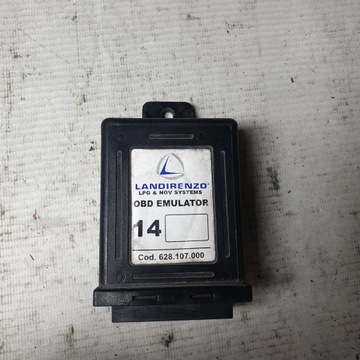 LANDIRENZO
LPG & NGV SYSTEMS
OBD EMULATOR
14
Cod. 628.107.000